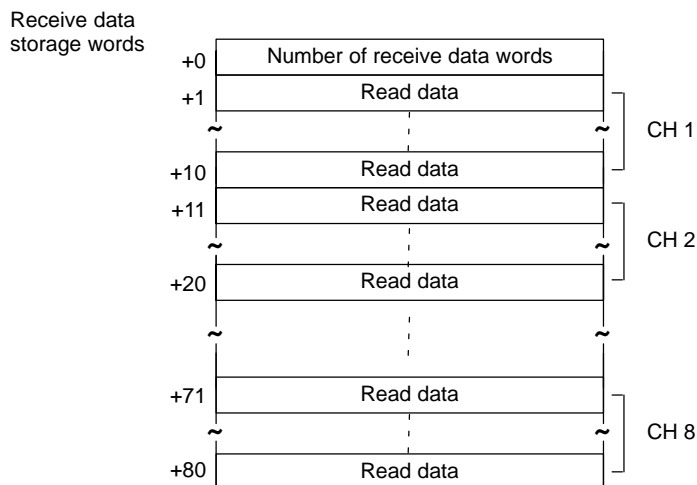 Receive data
storage words
+0 Number of receive data words
+1 Read data
CH 1
+10 Read data
+11 Read data
CH 2
+20 Read data
+71 Read data
CH 8
+80 Read data